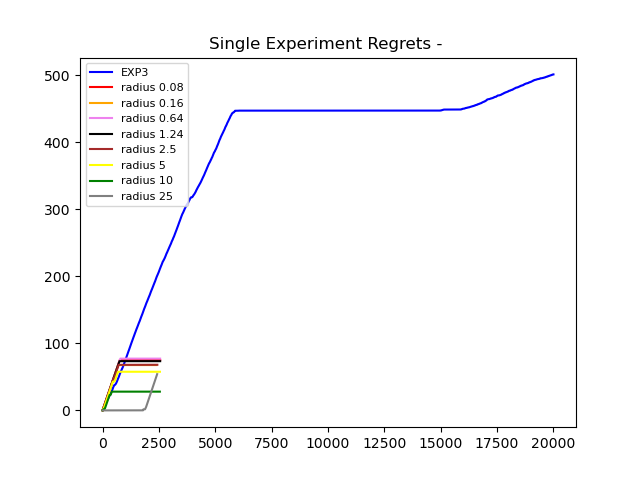 Single Experiment Regrets -
500
400
300
200
100
0
EXP3
radius 0.08
radius 0.16
radius 0.64
radius 1.24
radius 2.5
radius 5
radius 10
radius 25
0 2500 5000 7500 10000 12500 15000 17500 20000